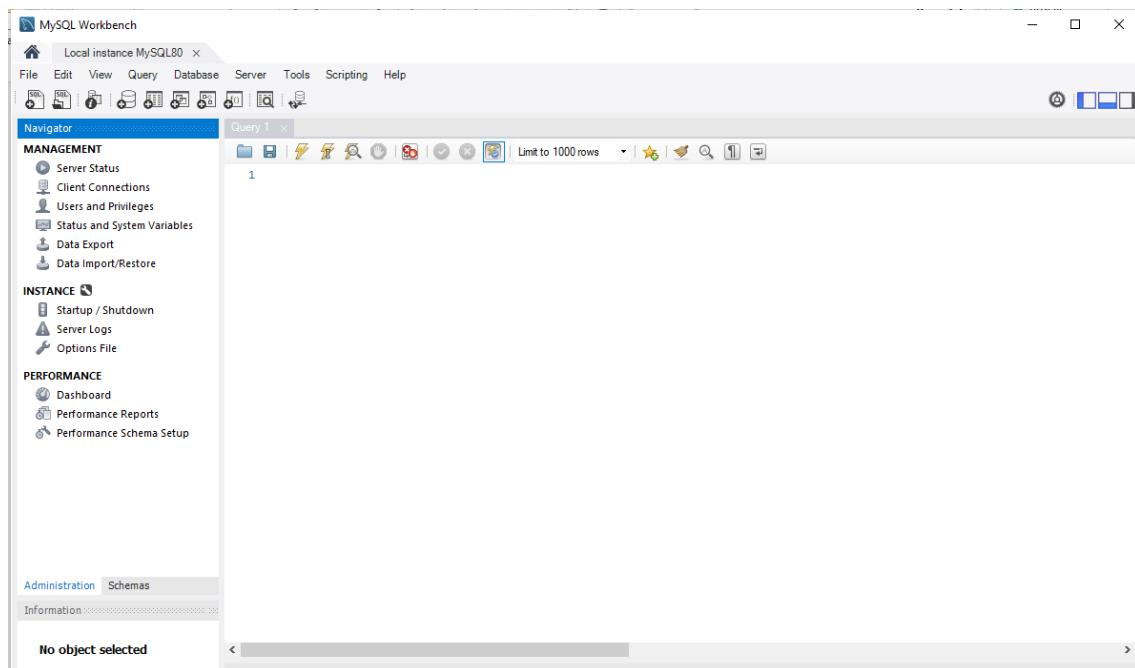 MySQL Workbench
Local instance MySQL80
File Edit View Query Database Server Tools Scripting Help
Navigator
Query 1
MANAGEMENT
Limit to 1000 rows
Server Status
1
Client Connections
Users and Privileges
Status and System Variables
Data Export
Data Import/Restore
INSTANCE
Startup / Shutdown
Server Logs
Options File
PERFORMANCE
Dashboard
Performance Reports
Performance Schema Setup
Administration Schemas
Information
No object selected